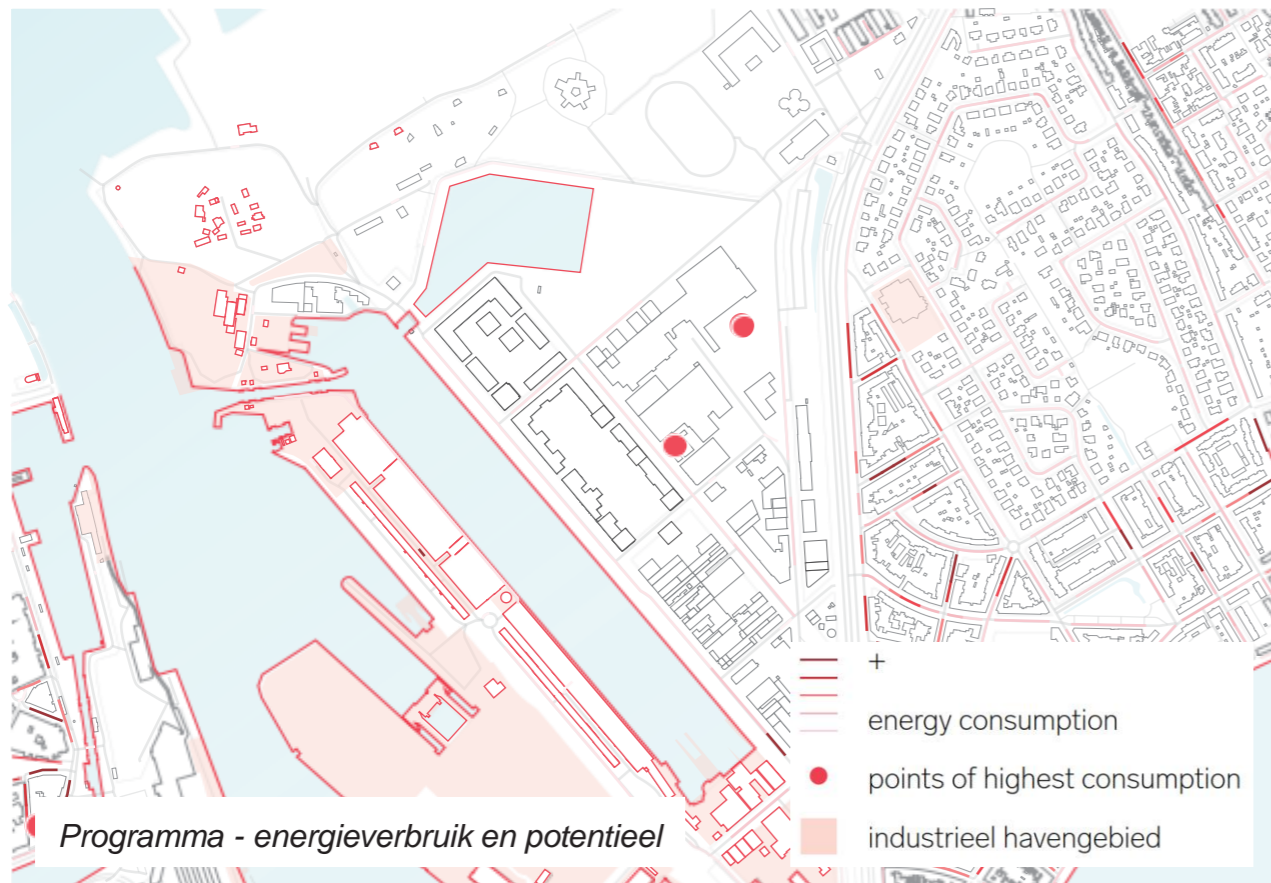 +
energy consumption
points of highest consumption
industrieel havengebied
Programma - energieverbruik en potentieel